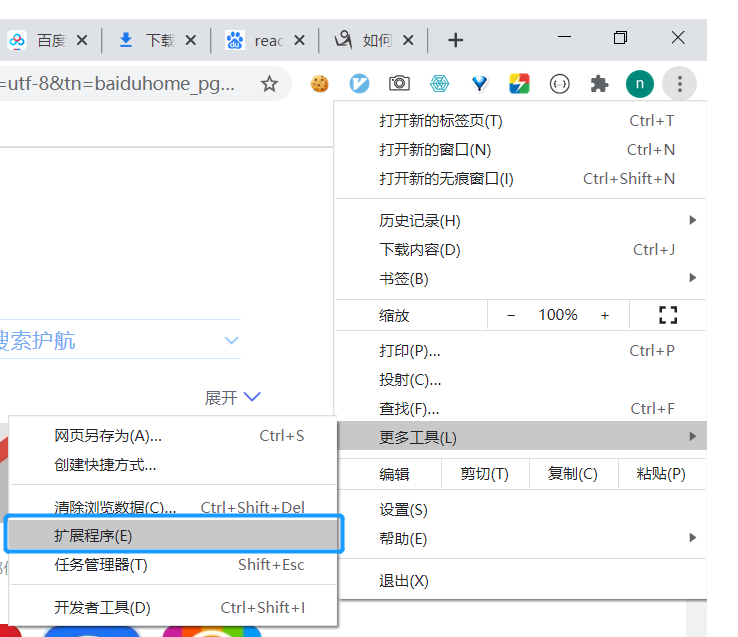 百度
下载
reac
如何
=utf-8&tn=baiduhome_pg...
n
打开新的标签页(T) Ctrl+T
打开新的窗口(N) Ctrl+N
打开新的无痕窗口(I) Ctrl+Shift+N
历史记录(H)
下载内容(D) Ctrl+J
书签(B)
缩放 − 100% +
搜索护航
打印(P)... Ctrl+P
投射(C)...
展开
查找(F)... Ctrl+F
更多工具(L)
网页另存为(A)... Ctrl+S
创建快捷方式...
编辑 剪切(T) 复制(C) 粘贴(P)
清除浏览数据(C)... Ctrl+Shift+Del
设置(S)
扩展程序(E)
帮助(E)
任务管理器(T) Shift+Esc
退出(X)
开发者工具(D) Ctrl+Shift+I